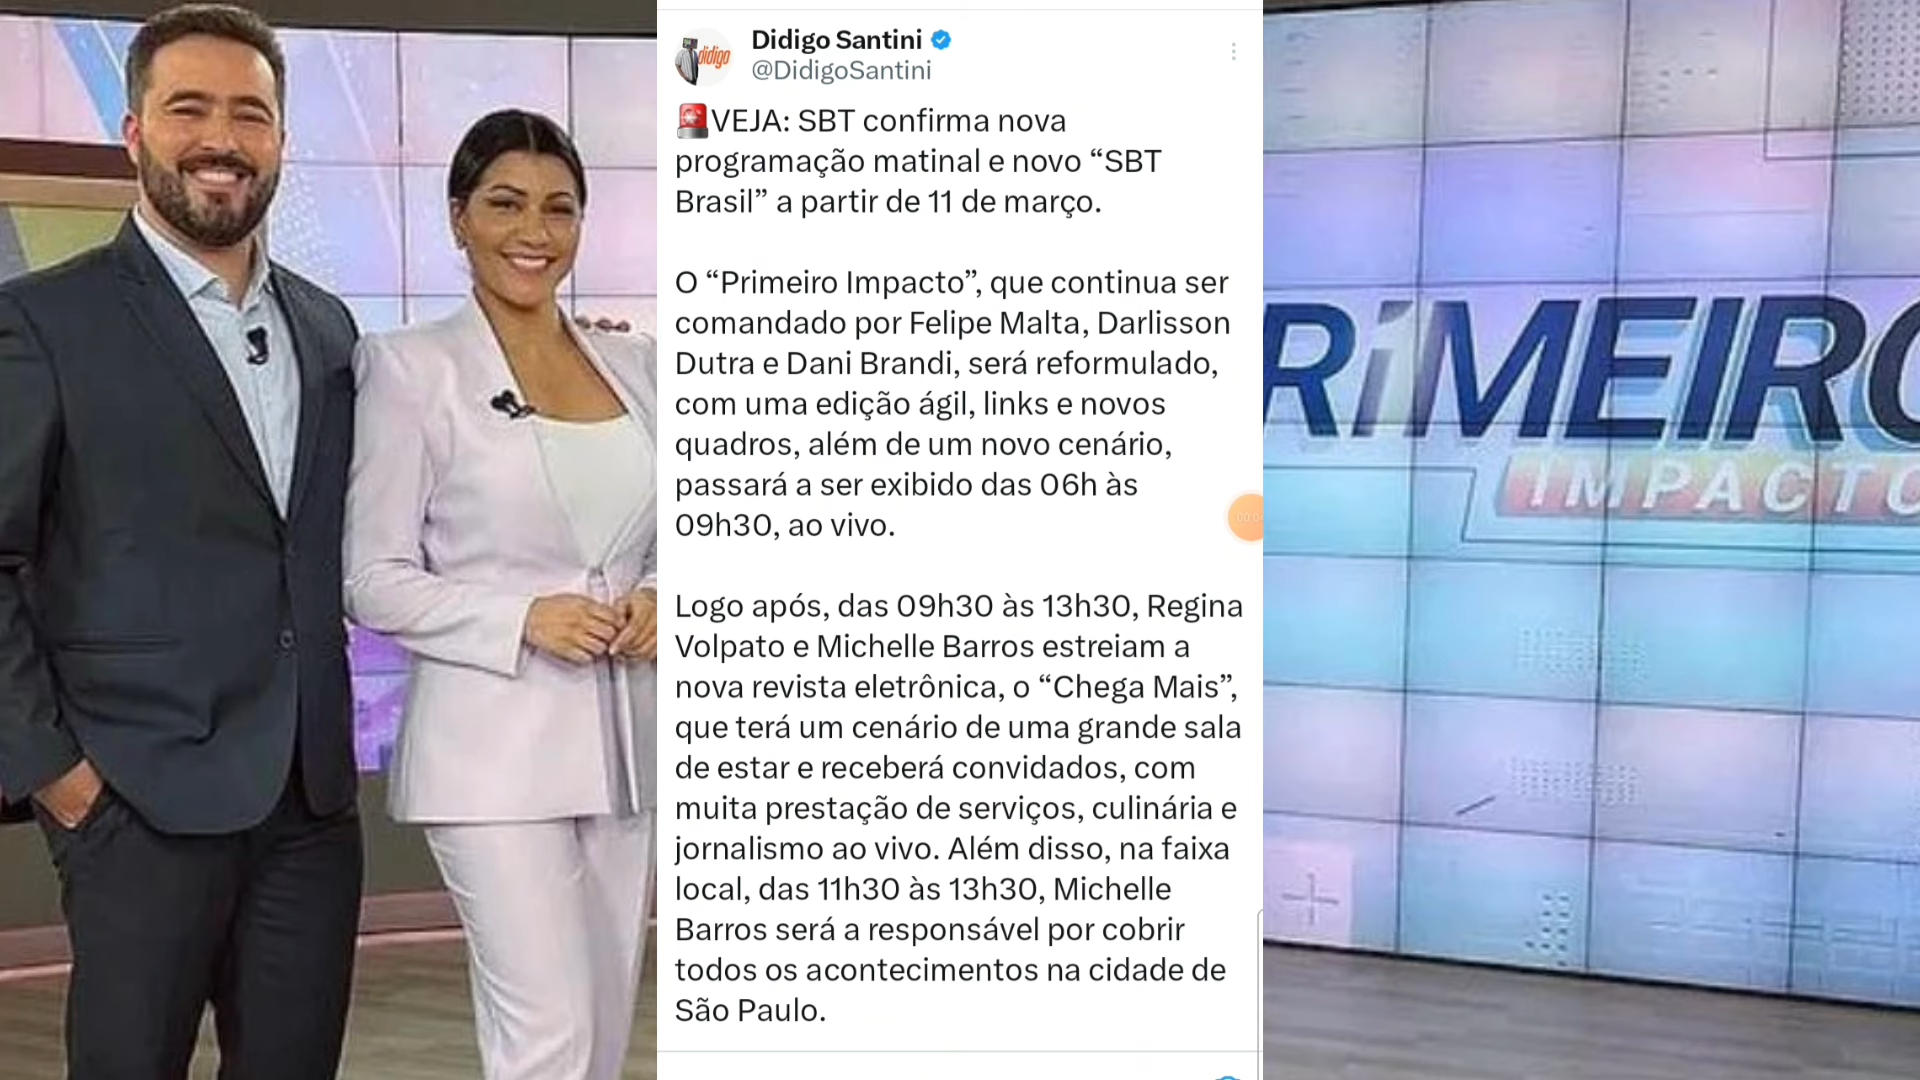 Didigo Santini
@DidigoSantini
didigo
🚨VEJA: SBT confirma nova
programação matinal e novo “SBT
Brasil” a partir de 11 de março.
O “Primeiro Impacto”, que continua ser
comandado por Felipe Malta, Darlisson
Dutra e Dani Brandi, será reformulado,
com uma edição ágil, links e novos
quadros, além de um novo cenário,
passará a ser exibido das 06h às
09h30, ao vivo.
Logo após, das 09h30 às 13h30, Regina
Volpato e Michelle Barros estreiam a
nova revista eletrônica, o “Chega Mais”,
que terá um cenário de uma grande sala
de estar e receberá convidados, com
muita prestação de serviços, culinária e
jornalismo ao vivo. Além disso, na faixa
local, das 11h30 às 13h30, Michelle
Barros será a responsável por cobrir
todos os acontecimentos na cidade de
São Paulo.
RiMEIRO
IMPACTO